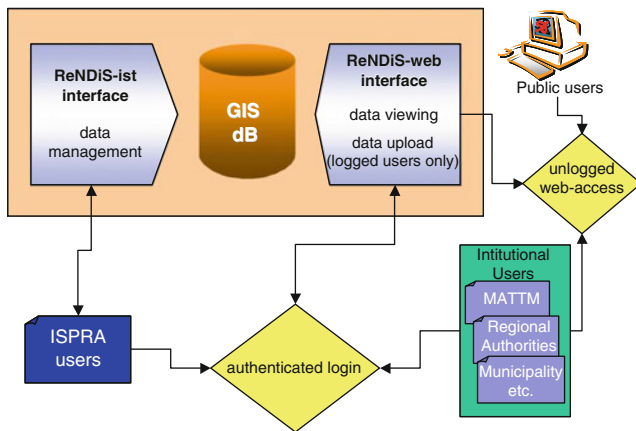 ReNDiS-ist
interface
data
management
GIS
dB
ReNDiS-web
interface
data viewing
data upload
(logged users only)
Public users
unlogged
web-access
Intitutional
Users
MATTM
Regional
Authorities
Municipality
etc.
ISPRA
users
authenticated login